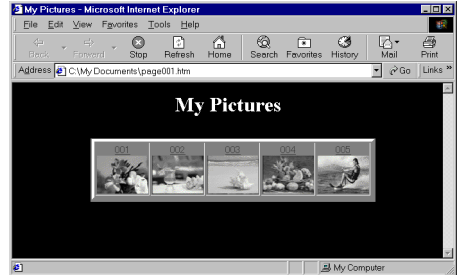 My Pictures - Microsoft Internet Explorer
File Edit View Favorites Tools Help
Back Forward Stop Refresh Home Search Favorites History Mail Print
Address C:\My Documents\page001.htm Go Links »
My Pictures
001 002 003 004 005
My Computer